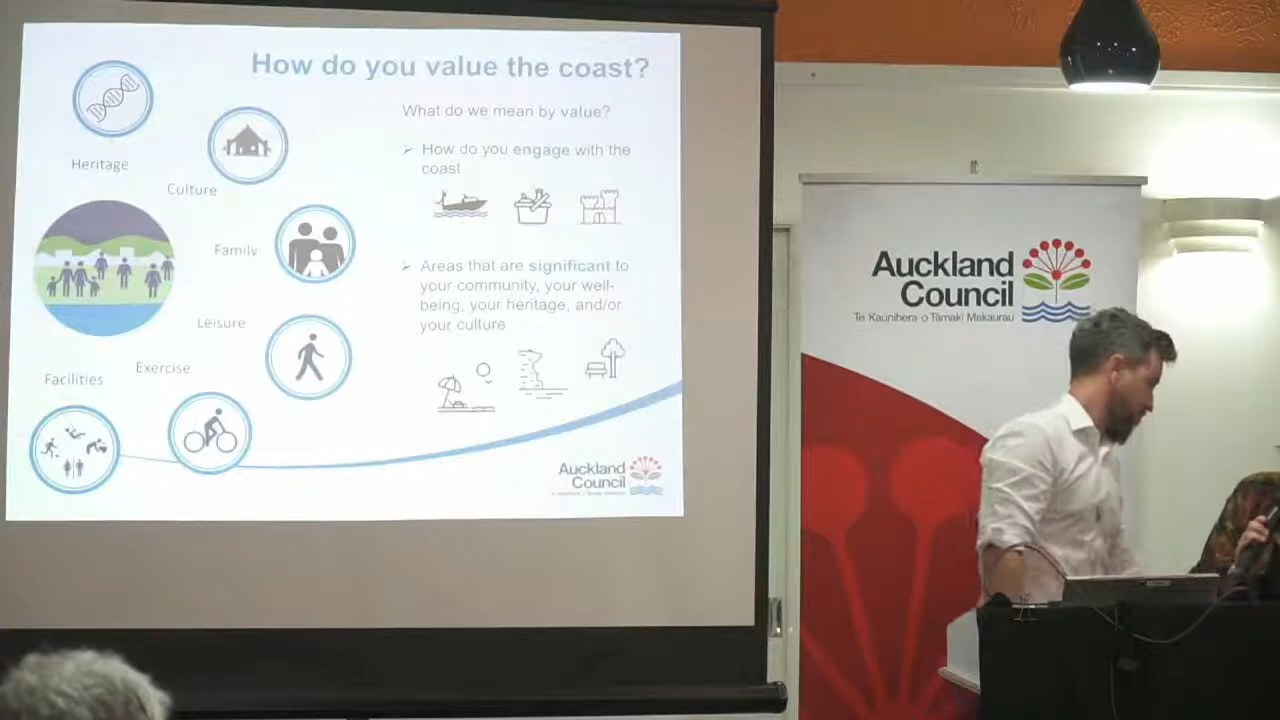 How do you value the coast?
What do we mean by value?
➢ How do you engage with the
coast
➢ Areas that are significant to
your community, your well-
being, your heritage, and/or
your culture
Heritage
Culture
Family
Leisure
Exercise
Facilities
Auckland
Council
Auckland
Council
Te Kaunihera o Tāmaki Makaurau